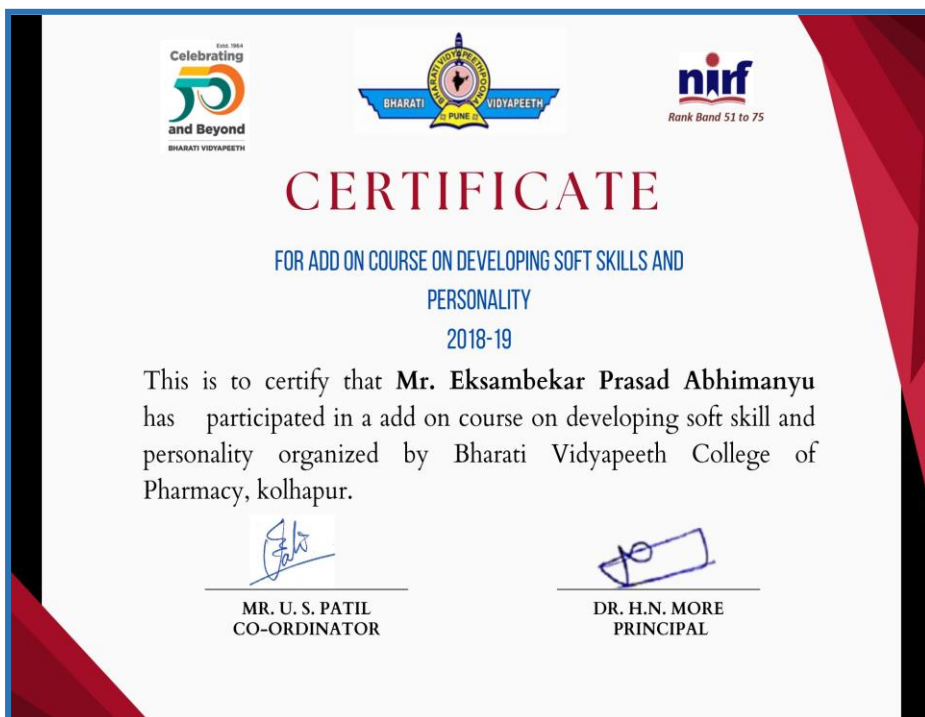 Estd. 1964
Celebrating
50
and Beyond
BHARATI VIDYAPEETH
BHARATI VIDYAPEETH POONA
BHARATI VIDYAPEETH
PUNE
nirf
Rank Band 51 to 75
CERTIFICATE
FOR ADD ON COURSE ON DEVELOPING SOFT SKILLS AND
PERSONALITY
2018-19
This is to certify that Mr. Eksambekar Prasad Abhimanyu
has participated in a add on course on developing soft skill and
personality organized by Bharati Vidyapeeth College of
Pharmacy, kolhapur.
MR. U. S. PATIL
CO-ORDINATOR
DR. H.N. MORE
PRINCIPAL